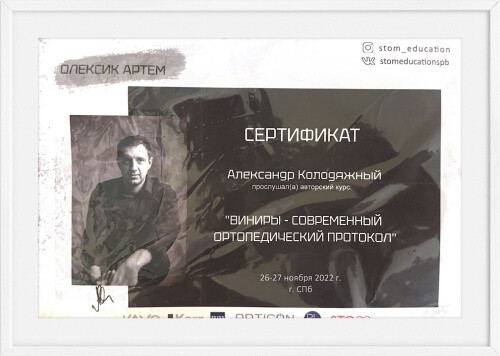 stom_education
stomeducationspb
ОЛЕКСИК АРТЕМ
СЕРТИФИКАТ
Александр Колодяжный
прослушал(а) авторский курс
"ВИНИРЫ - СОВРЕМЕННЫЙ
ОРТОПЕДИЧЕСКИЙ ПРОТОКОЛ"
26-27 ноября 2022 г.
г. СПб